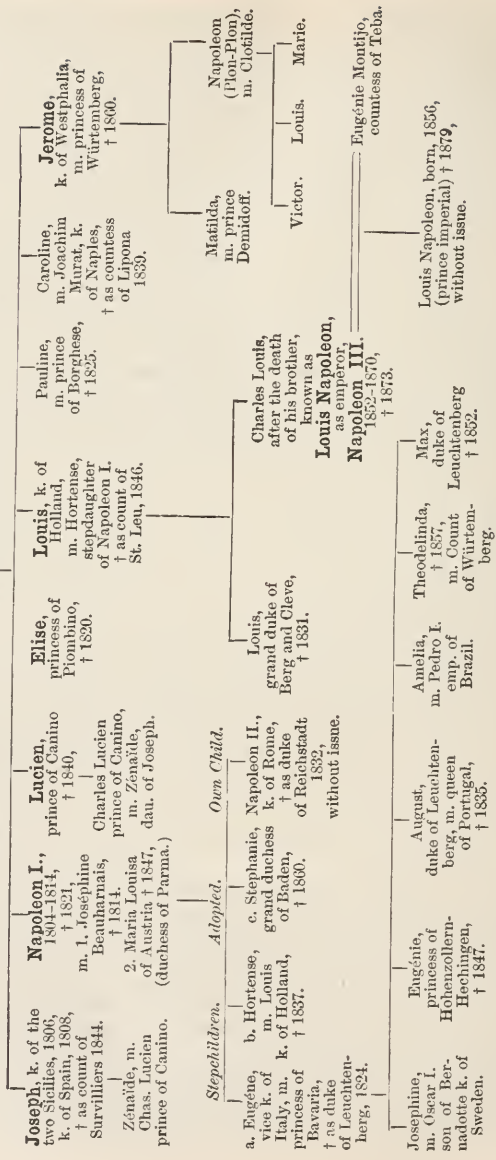 Joseph, k. of the
two Sicilies, 1806,
k. of Spain, 1808,
† as count of
Survilliers 1844.
Zénaïde, m.
Chas. Lucien
prince of Canino.
Napoleon I.,
1804-1814,
† 1821,
m. 1. Joséphine
Beauharnais,
† 1814.
2. Maria Louisa
of Austria † 1847,
(duchess of Parma.)
Lucien,
prince of Canino
† 1840,
Charles Lucien
prince of Canino,
m. Zénaïde,
dau. of Joseph.
Elise,
princess of
Piombino,
† 1820.
Louis, k. of
Holland,
m. Hortense,
stepdaughter
of Napoleon I.
† as count of
St. Leu, 1846.
Pauline,
m. prince
of Borghese,
† 1825.
Caroline,
m. Joachim
Murat, k.
of Naples,
† as countess
of Lipona
1839.
Jerome,
k. of Westphalia,
m. princess of
Würtemberg,
† 1860.
Stepchildren.
Adopted.
Own Child.
a. Eugéne,
vice k. of
Italy, m.
princess of
Bavaria,
† as duke
of Leuchten-
berg, 1824.
b. Hortense,
m. Louis
k. of Holland,
† 1837.
c. Stephanie,
grand duchess
of Baden,
† 1860.
Napoleon II.,
k. of Rome,
† as duke
of Reichstadt
1832,
without issue.
Louis,
grand duke of
Berg and Cleve,
† 1831.
Charles Louis,
after the death
of his brother,
known as
Louis Napoleon,
as emperor,
Napoleon III.
1852-1870,
† 1873.
Eugénie Montijo,
countess of Teba.
Louis Napoleon, born, 1856,
(prince imperial) † 1879,
without issue.
Matilda,
m. prince
Demidoff.
Napoleon
(Plon-Plon),
m. Clotilde.
Victor.
Louis.
Marie.
Josephine,
m. Oscar I.
son of Ber-
nadotte k. of
Sweden.
Eugénie,
princess of
Hohenzollern-
Hechingen,
† 1847.
August,
duke of Leuchten-
berg, m. queen
of Portugal,
† 1835.
Amelia,
m. Pedro I.
emp. of
Brazil.
Theodelinda,
† 1857,
m. Count
of Würtem-
berg.
Max,
duke of
Leuchtenberg
† 1852.